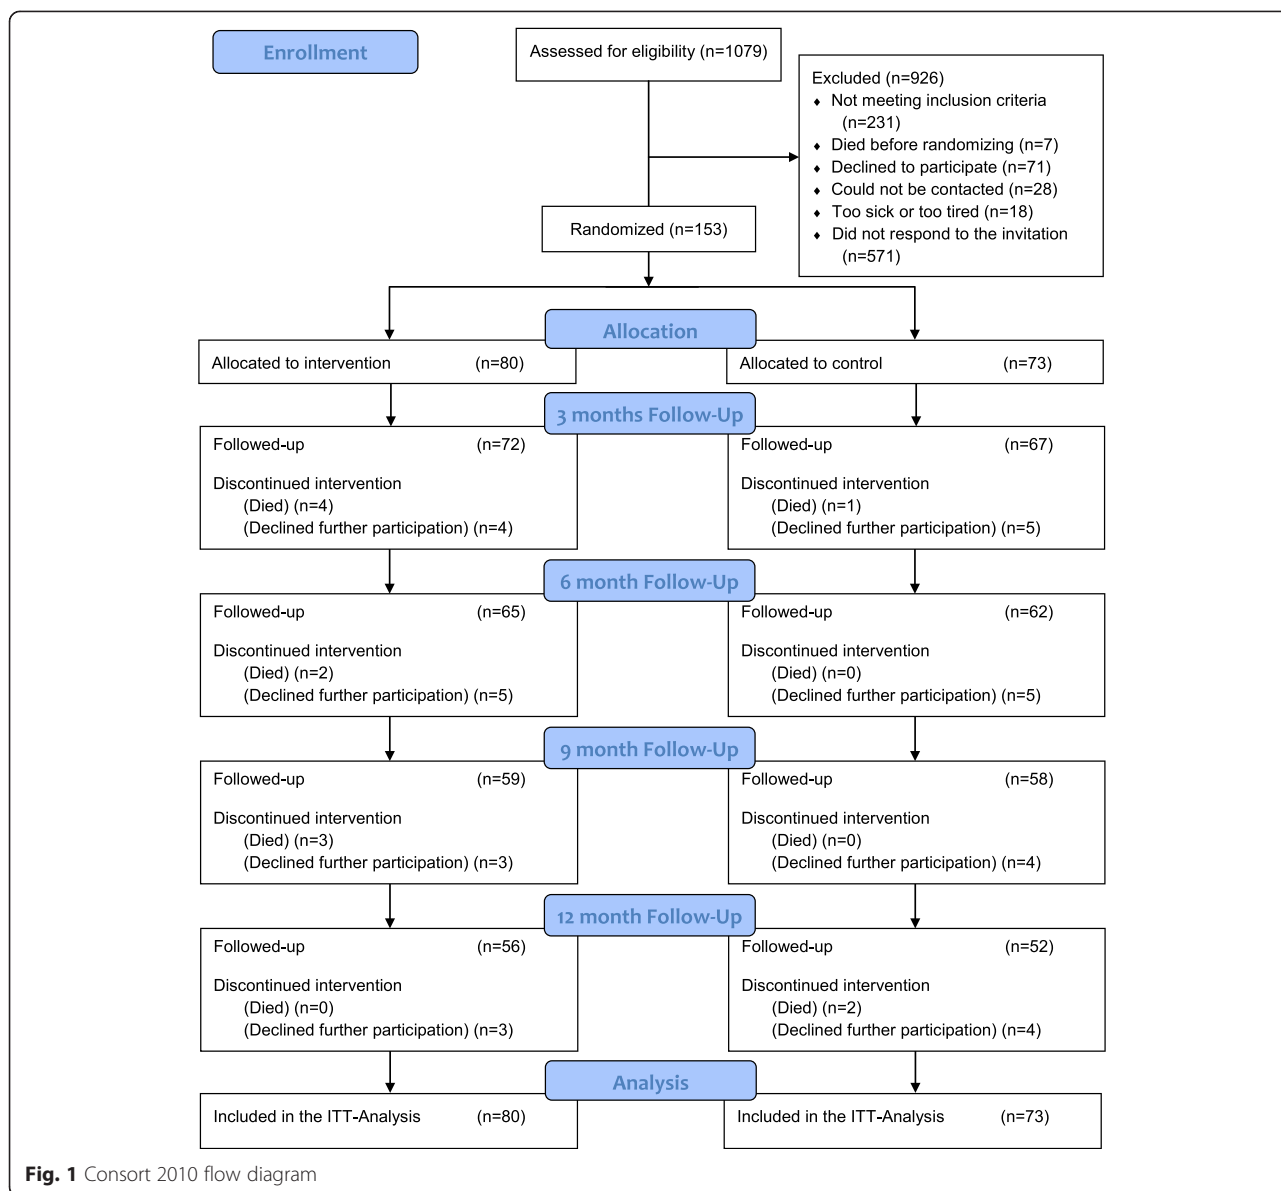 Enrollment
Assessed for eligibility (n=1079)
Excluded (n=926)
♦ Not meeting inclusion criteria
(n=231)
♦ Died before randomizing (n=7)
♦ Declined to participate (n=71)
♦ Could not be contacted (n=28)
♦ Too sick or too tired (n=18)
♦ Did not respond to the invitation
(n=571)
Randomized (n=153)
Allocation
Allocated to intervention (n=80)
Allocated to control (n=73)
3 months Follow-Up
Followed-up (n=72)
Discontinued intervention
(Died) (n=4)
(Declined further participation) (n=4)
Followed-up (n=67)
Discontinued intervention
(Died) (n=1)
(Declined further participation) (n=5)
6 month Follow-Up
Followed-up (n=65)
Discontinued intervention
(Died) (n=2)
(Declined further participation) (n=5)
Followed-up (n=62)
Discontinued intervention
(Died) (n=0)
(Declined further participation) (n=5)
9 month Follow-Up
Followed-up (n=59)
Discontinued intervention
(Died) (n=3)
(Declined further participation) (n=3)
Followed-up (n=58)
Discontinued intervention
(Died) (n=0)
(Declined further participation) (n=4)
12 month Follow-Up
Followed-up (n=56)
Discontinued intervention
(Died) (n=0)
(Declined further participation) (n=3)
Followed-up (n=52)
Discontinued intervention
(Died) (n=2)
(Declined further participation) (n=4)
Analysis
Included in the ITT-Analysis (n=80)
Included in the ITT-Analysis (n=73)
Fig. 1 Consort 2010 flow diagram